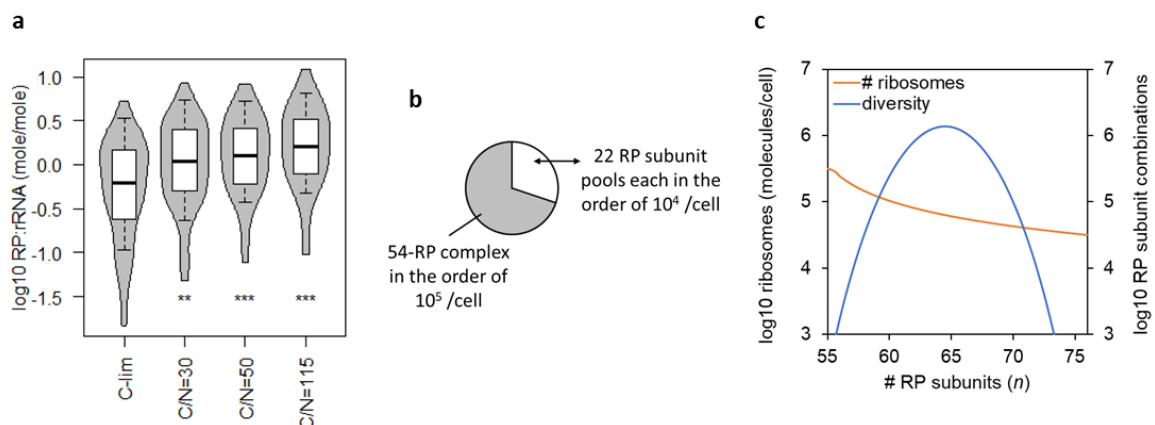 a
log10 RP:rRNA (mole/mole)
1.0
0.5
0.0
-0.5
-1.0
-1.5
** *** ***
C-lim
C/N=30
C/N=50
C/N=115
b
22 RP subunit
pools each in the
order of 10⁴ /cell
54-RP complex
in the order of
10⁵ /cell
c
log10 ribosomes (molecules/cell)
7
6
5
4
3
# ribosomes
diversity
7
6
5
4
3
log10 RP subunit combinations
55 60 65 70 75
# RP subunits (n)